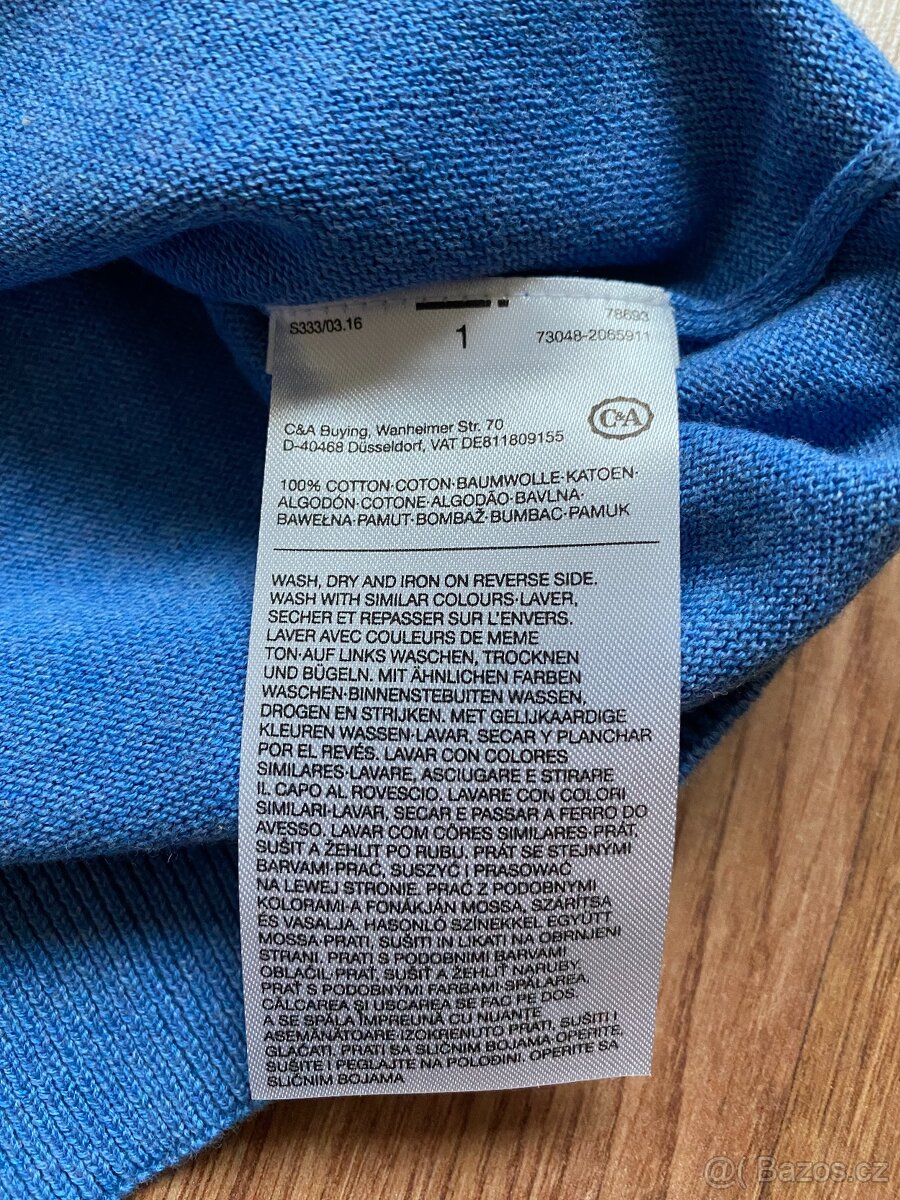 S333/03.16
1
78693
73048-2065911
C&A
C&A Buying, Wanheimer Str. 70
D-40468 Düsseldorf, VAT DE811809155
100% COTTON·COTON·BAUMWOLLE·KATOEN·
ALGODÓN·COTONE·ALGODÃO·BAVLNA·
BAWEŁNA·PAMUT·BOMBAŽ·BUMBAC·PAMUK
WASH, DRY AND IRON ON REVERSE SIDE.
WASH WITH SIMILAR COLOURS·LAVER,
SECHER ET REPASSER SUR L'ENVERS.
LAVER AVEC COULEURS DE MEME
TON·AUF LINKS WASCHEN, TROCKNEN
UND BÜGELN. MIT ÄHNLICHEN FARBEN
WASCHEN·BINNENSTEBUITEN WASSEN,
DROGEN EN STRIJKEN. MET GELIJKAARDIGE
KLEUREN WASSEN·LAVAR, SECAR Y PLANCHAR
POR EL REVÉS. LAVAR CON COLORES
SIMILARES·LAVARE, ASCIUGARE E STIRARE
IL CAPO AL ROVESCIO. LAVARE CON COLORI
SIMILARI·LAVAR, SECAR E PASSAR A FERRO DO
AVESSO. LAVAR COM CÔRES SIMILARES·PRÁT,
SUŠIT A ŽEHLIT PO RUBU. PRÁT SE STEJNÝMI
BARVAMI·PRAĆ, SUSZYĆ I PRASOWAĆ
NA LEWEJ STRONIE. PRAĆ Z PODOBNYMI
KOLORAMI·A FONÁKJÁN MOSSA, SZÁRÍTSA
ÉS VASALJA. HASONLÓ SZÍNEKKEL EGYÜTT
MOSSA·PRATI, SUŠITI IN LIKATI NA OBRNJENI
STRANI. PRATI S PODOBNIMI BARVAMI
OBLAČIL·PRAŤ, SUŠIŤ A ŽEHLIŤ NARUBY.
PRAŤ S PODOBNÝMI FARBAMI·SPĂLAREA,
CĂLCAREA ȘI USCAREA SE FAC PE DOS.
A SE SPĂLA ÎMPREUNĂ CU NUANȚE
ASEMĂNĂTOARE·IZOKRENUTO PRATI, SUŠITI I
GLAČATI. PRATI SA SLIČNIM BOJAMA·OPERITE,
SUŠITE I PEGLAJTE NA POLOĐINI. OPERITE SA
SLIČNIM BOJAMA
@( Bazos.cz